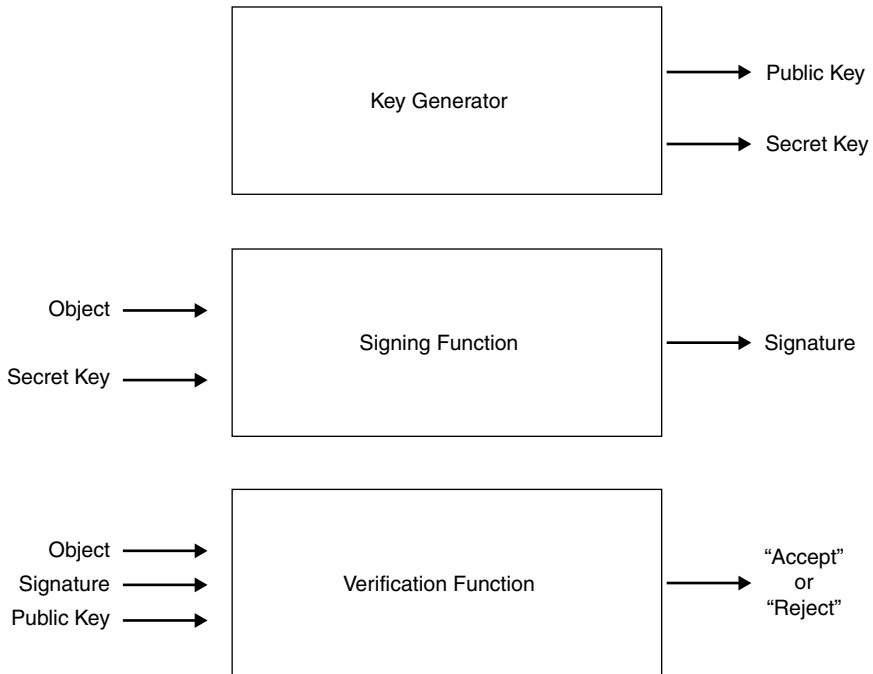 Key Generator
Public Key
Secret Key
Object
Secret Key
Signing Function
Signature
Object
Signature
Public Key
Verification Function
“Accept”
or
“Reject”